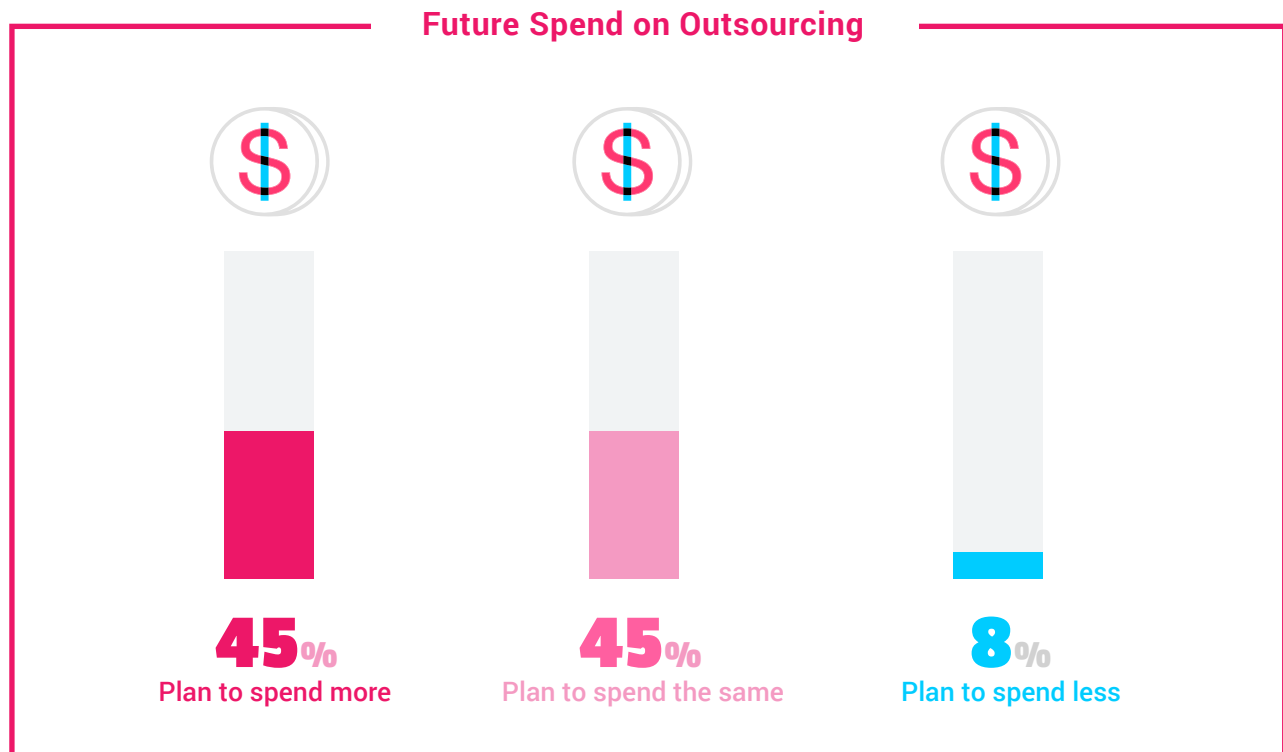 Future Spend on Outsourcing
$ $ $
45% 45% 8%
Plan to spend more Plan to spend the same Plan to spend less